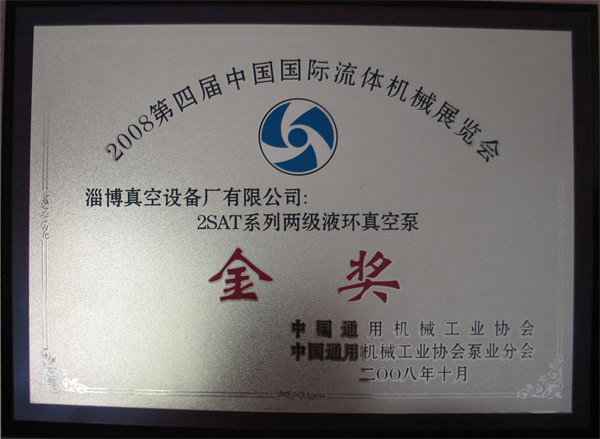 2008第四届中国国际流体机械展览会
淄博真空设备厂有限公司:
2SAT系列两级液环真空泵
金 奖
中国通用机械工业协会
中国通用机械工业协会泵业分会
二〇〇八年十月